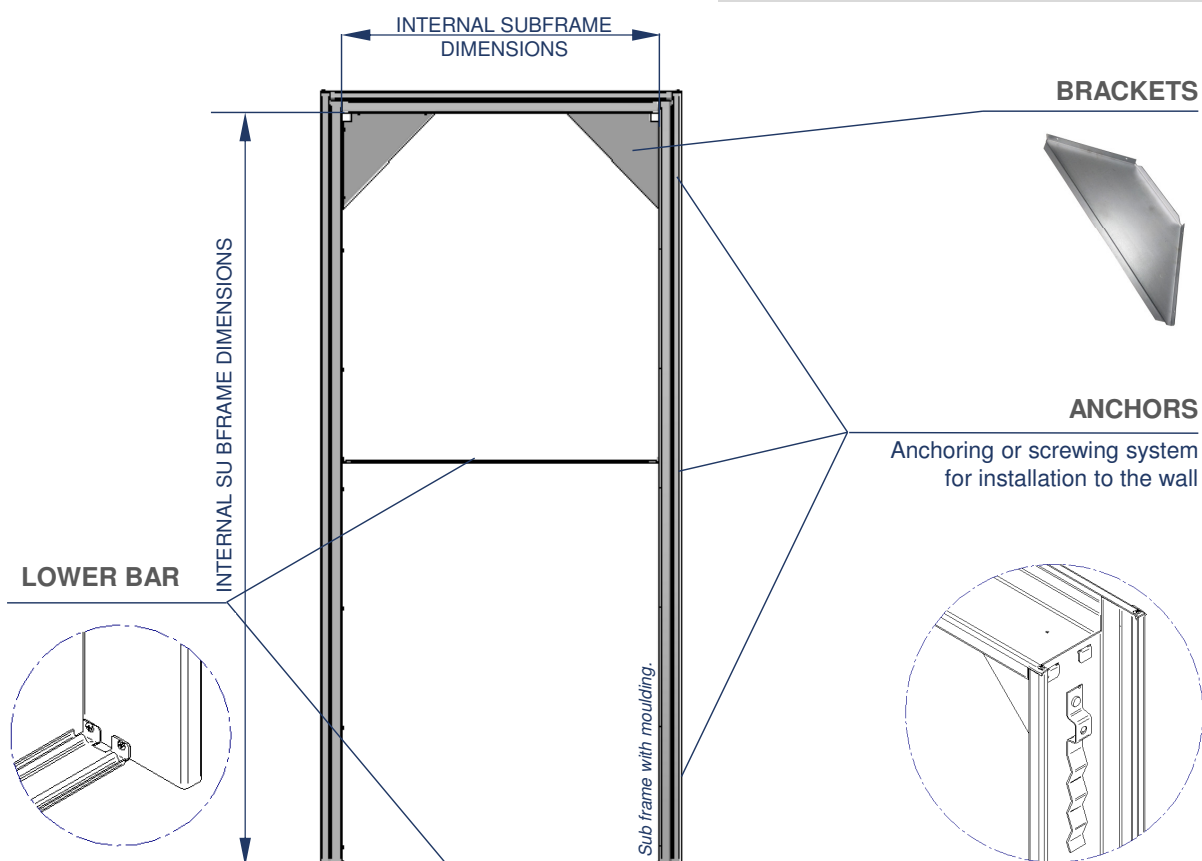 INTERNAL SUBFRAME
DIMENSIONS
BRACKETS
INTERNAL SU BFRAME DIMENSIONS
ANCHORS
Anchoring or screwing system
for installation to the wall
LOWER BAR
Sub frame with moulding.